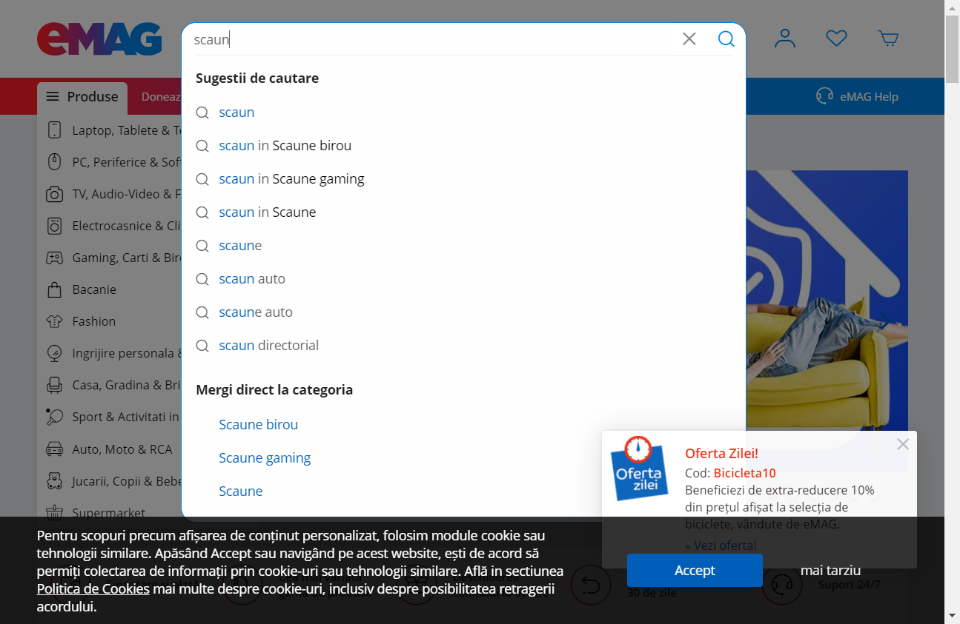 eMAG
scaun
Sugestii de cautare
scaun
scaun in Scaune birou
scaun in Scaune gaming
scaun in Scaune
scaune
scaun auto
scaune auto
scaun directorial
Mergi direct la categoria
Scaune birou
Scaune gaming
Scaune
Produse
Doneaz
eMAG Help
Laptop, Tablete & Te
PC, Periferice & Soft
TV, Audio-Video & F
Electrocasnice & Cli
Gaming, Carti & Bir
Bacanie
Fashion
Ingrijire personala &
Casa, Gradina & Bri
Sport & Activitati in
Auto, Moto & RCA
Jucarii, Copii & Bebe
Supermarket
Oferta zilei
Oferta Zilei!
Cod: Bicicleta10
Beneficiezi de extra-reducere 10%
din prețul afișat la selecția de
biciclete, vândute de eMAG.
» Vezi oferta!
Pentru scopuri precum afișarea de conținut personalizat, folosim module cookie sau
tehnologii similare. Apăsând Accept sau navigând pe acest website, ești de acord să
permiți colectarea de informații prin cookie-uri sau tehnologii similare. Află in sectiunea
Politica de Cookies mai multe despre cookie-uri, inclusiv despre posibilitatea retragerii
acordului.
Accept
mai tarziu
30 de zile
Suport 24/7